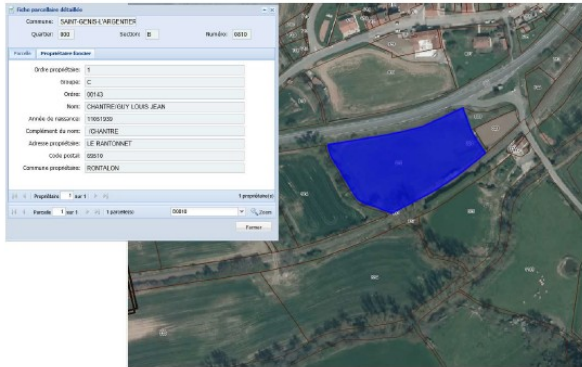 Fiche parcellaire détaillée
Commune: SAINT-GENIS-L'ARGENTIER
Quartier: 000 Section: B Numéro: 0010
Parcelle Propriétaire foncier
Ordre propriétaire: 1
Groupe: C
Ordre: 00143
Nom: CHANTRE/GUY LOUIS JEAN
Année de naissance: 11051939
Complément du nom: /CHANTRE
Adresse propriétaire: LE RANTONNET
Code postal: 69510
Commune propriétaire: RONTALON
Propriétaire 1 sur 1 1 propriétaire(s)
Parcelle 1 sur 1 1 parcelle(s) B0010 Zoom
Fermer